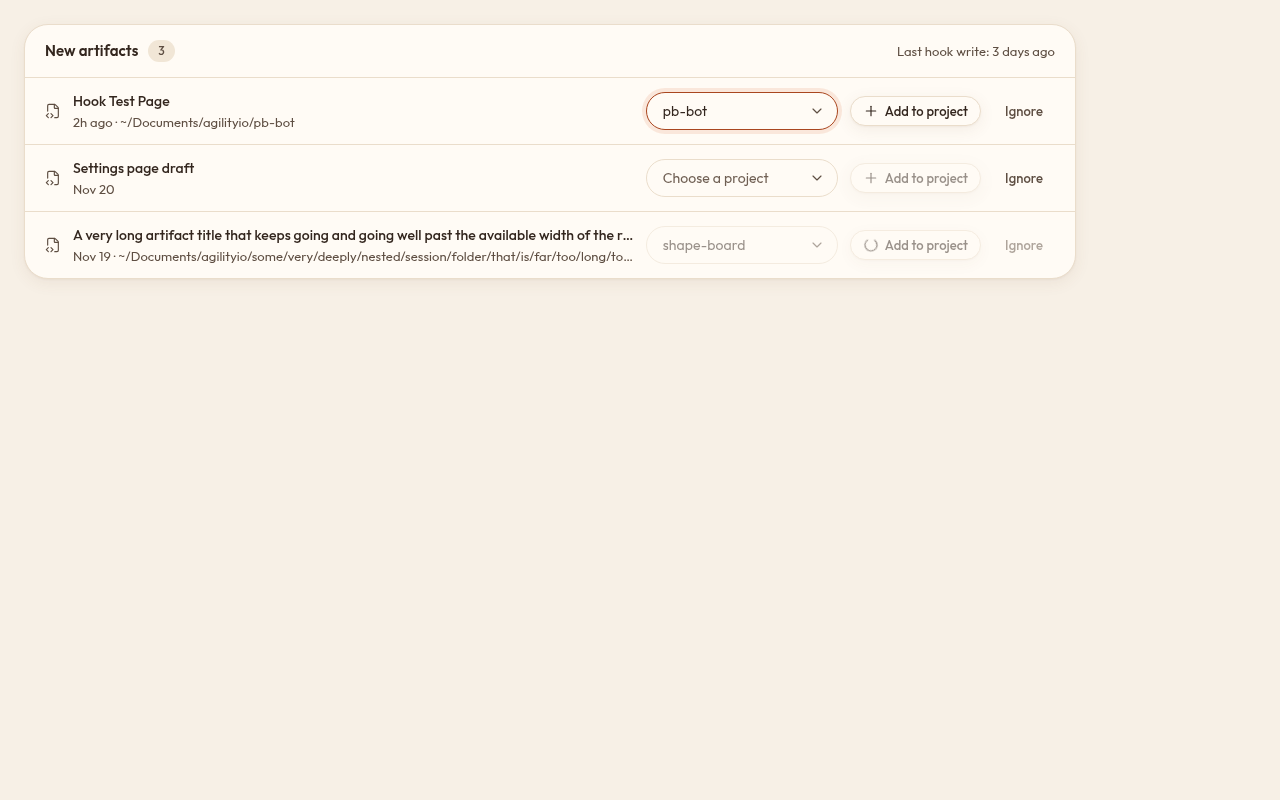 New artifacts 3 Last hook write: 3 days ago
Hook Test Page
2h ago · ~/Documents/agilityio/pb-bot
pb-bot Add to project Ignore
Settings page draft
Nov 20
Choose a project Add to project Ignore
A very long artifact title that keeps going and going well past the available width of the r…
Nov 19 · ~/Documents/agilityio/some/very/deeply/nested/session/folder/that/is/far/too/long/to…
shape-board Add to project Ignore